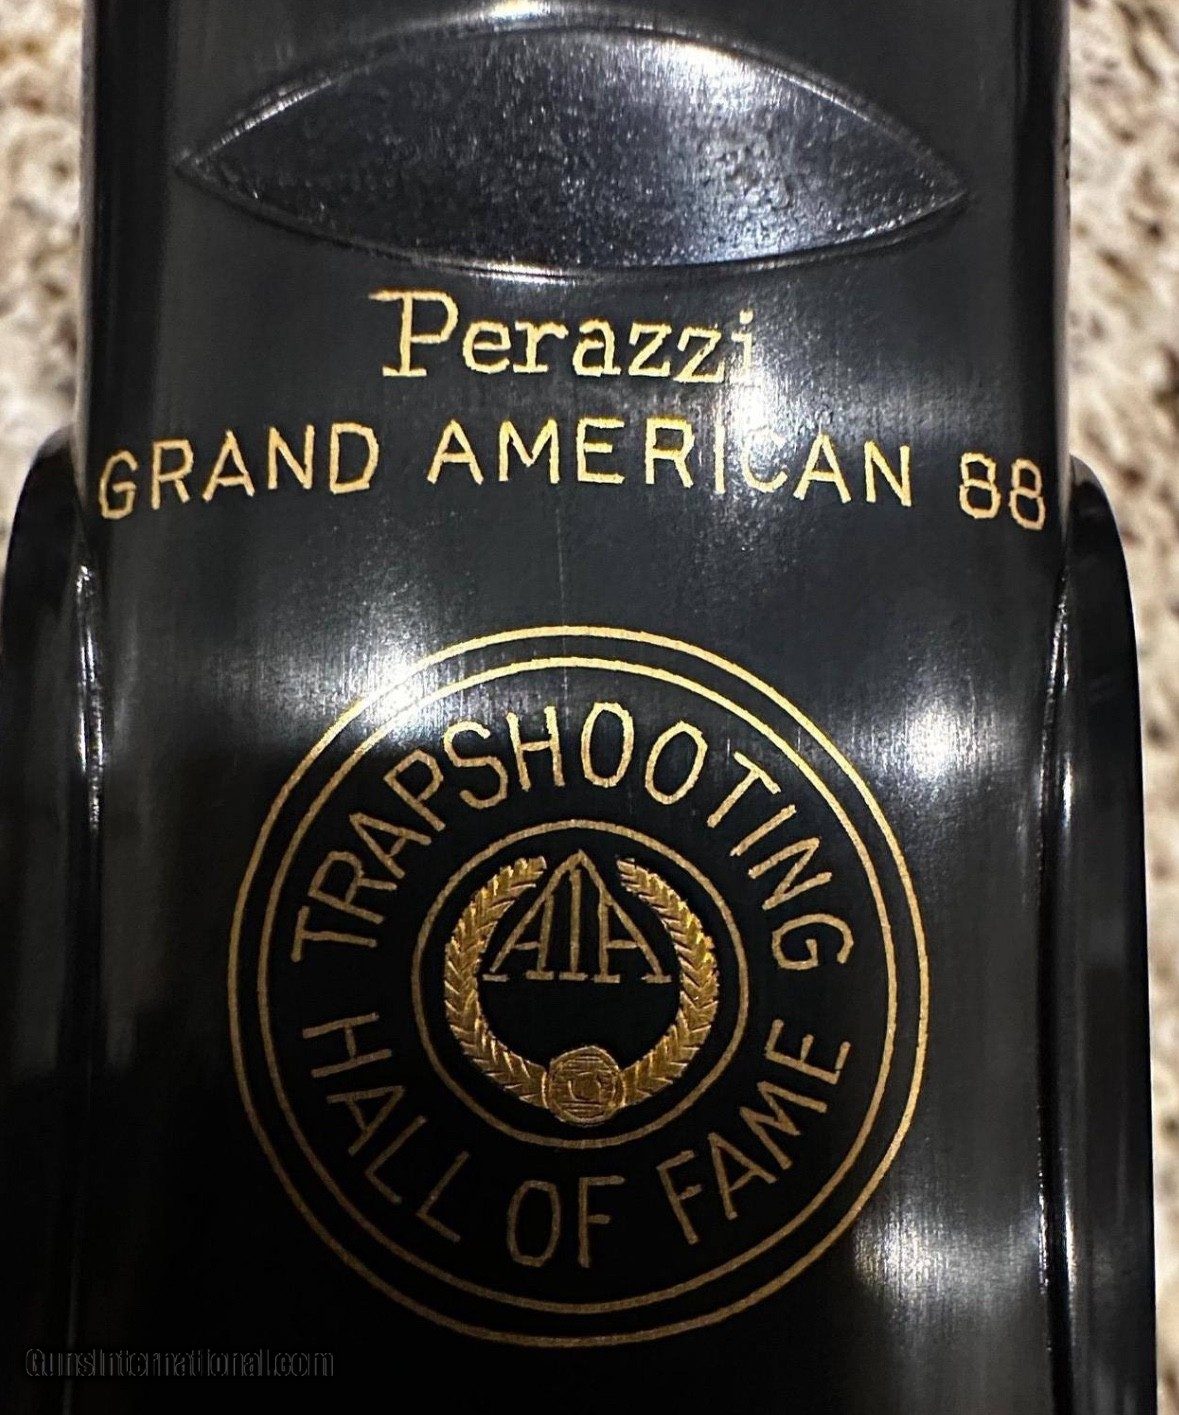 Perazzi
GRAND AMERICAN 88
TRAPSHOOTING
ATA
HALL OF FAME
GunsInternational.com